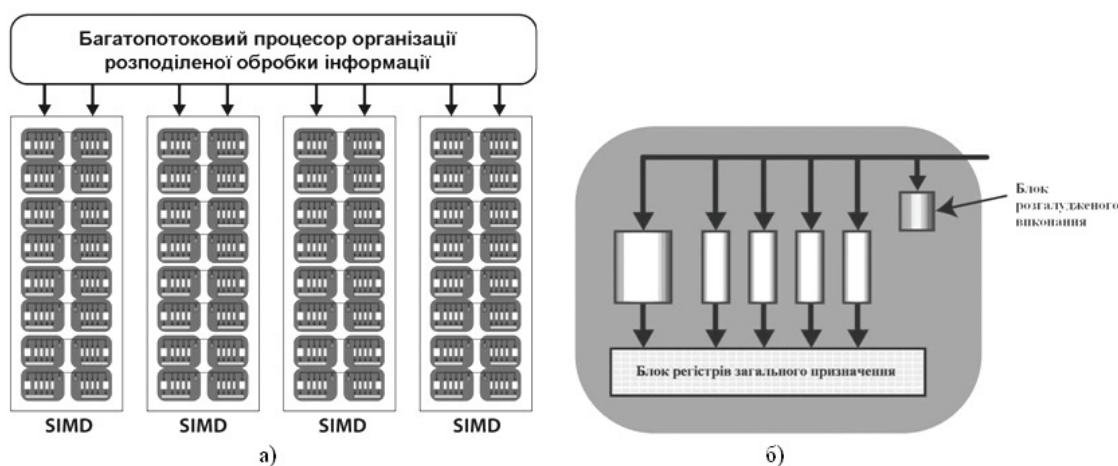 Багатопотоковий процесор організації
розподіленої обробки інформації
SIMD SIMD SIMD SIMD
а)
Блок
розгалудженого
виконання
Блок регістрів загального призначення
б)